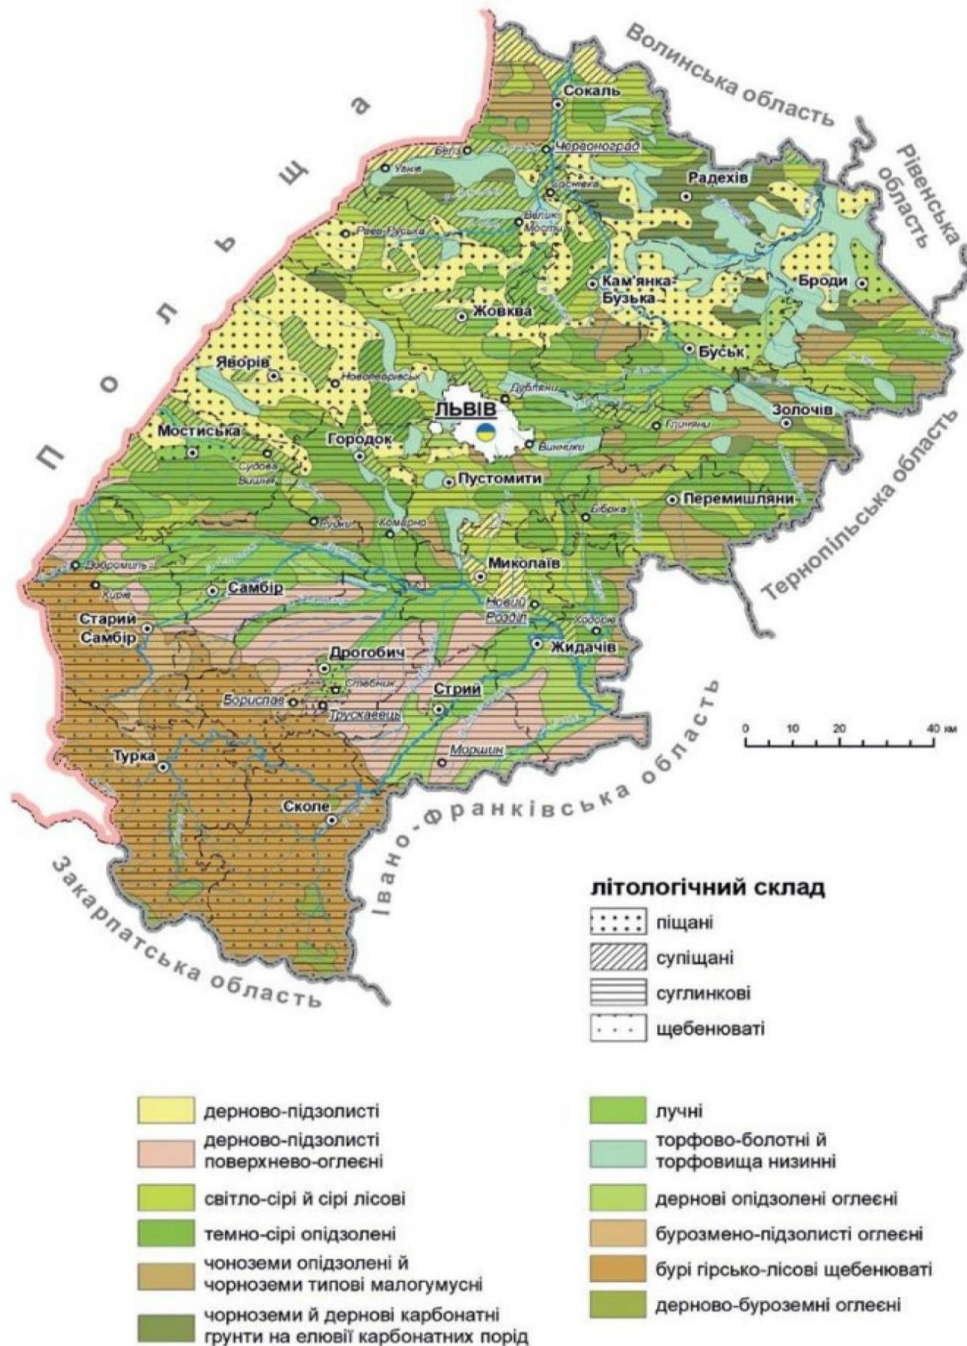 Волинська область
Рівенська
область
Польща
Сокаль
Белз
Червоноград
Угнів
Радехів
Соснівка
Великі
Мости
Рава-Руська
Кам'янка-
Бузька
Броди
Жовква
Буськ
Яворів
Новояворівськ
Дубляни
ЛЬВІВ
Золочів
Мостиська
Городок
Глиняни
Винники
Судова
Вишня
Пустомити
Перемишляни
Бібрка
Рудки
Комарно
Тернопільська область
Добромиль
Миколаїв
Хирів
Самбір
Новий
Розділ
Старий
Самбір
Ходорів
Жидачів
Дрогобич
Стебник
Стрий
Борислав
Трускавець
Турка
Моршин
0 10 20 40 км
Сколе
Івано-Франківська область
Закарпатська область
літологічний склад
піщані
супіщані
суглинкові
щебенюваті
дерново-підзолисті
дерново-підзолисті
поверхнево-оглеєні
світло-сірі й сірі лісові
темно-сірі опідзолені
чоноземи опідзолені й
чорноземи типові малогумусні
чорноземи й дернові карбонатні
грунти на елювії карбонатних порід
лучні
торфово-болотні й
торфовища низинні
дернові опідзолені оглеєні
бурозмено-підзолисті оглеєні
бурі гірсько-лісові щебенюваті
дерново-буроземні оглеєні